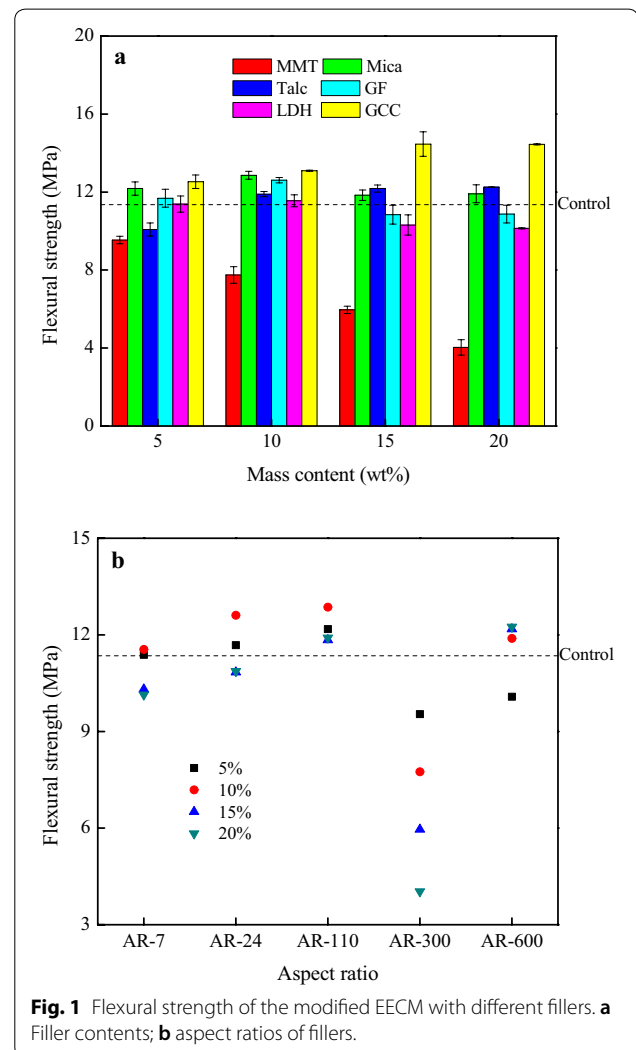 a
MMT Mica
Talc GF
LDH GCC
20
16
12
8
4
0
Control
5 10 15 20
Flexural strength (MPa)
Mass content (wt%)
b
15
12
9
6
3
Control
5%
10%
15%
20%
AR-7 AR-24 AR-110 AR-300 AR-600
Flexural strength (MPa)
Aspect ratio
Fig. 1 Flexural strength of the modified EECM with different fillers. a
Filler contents; b aspect ratios of fillers.